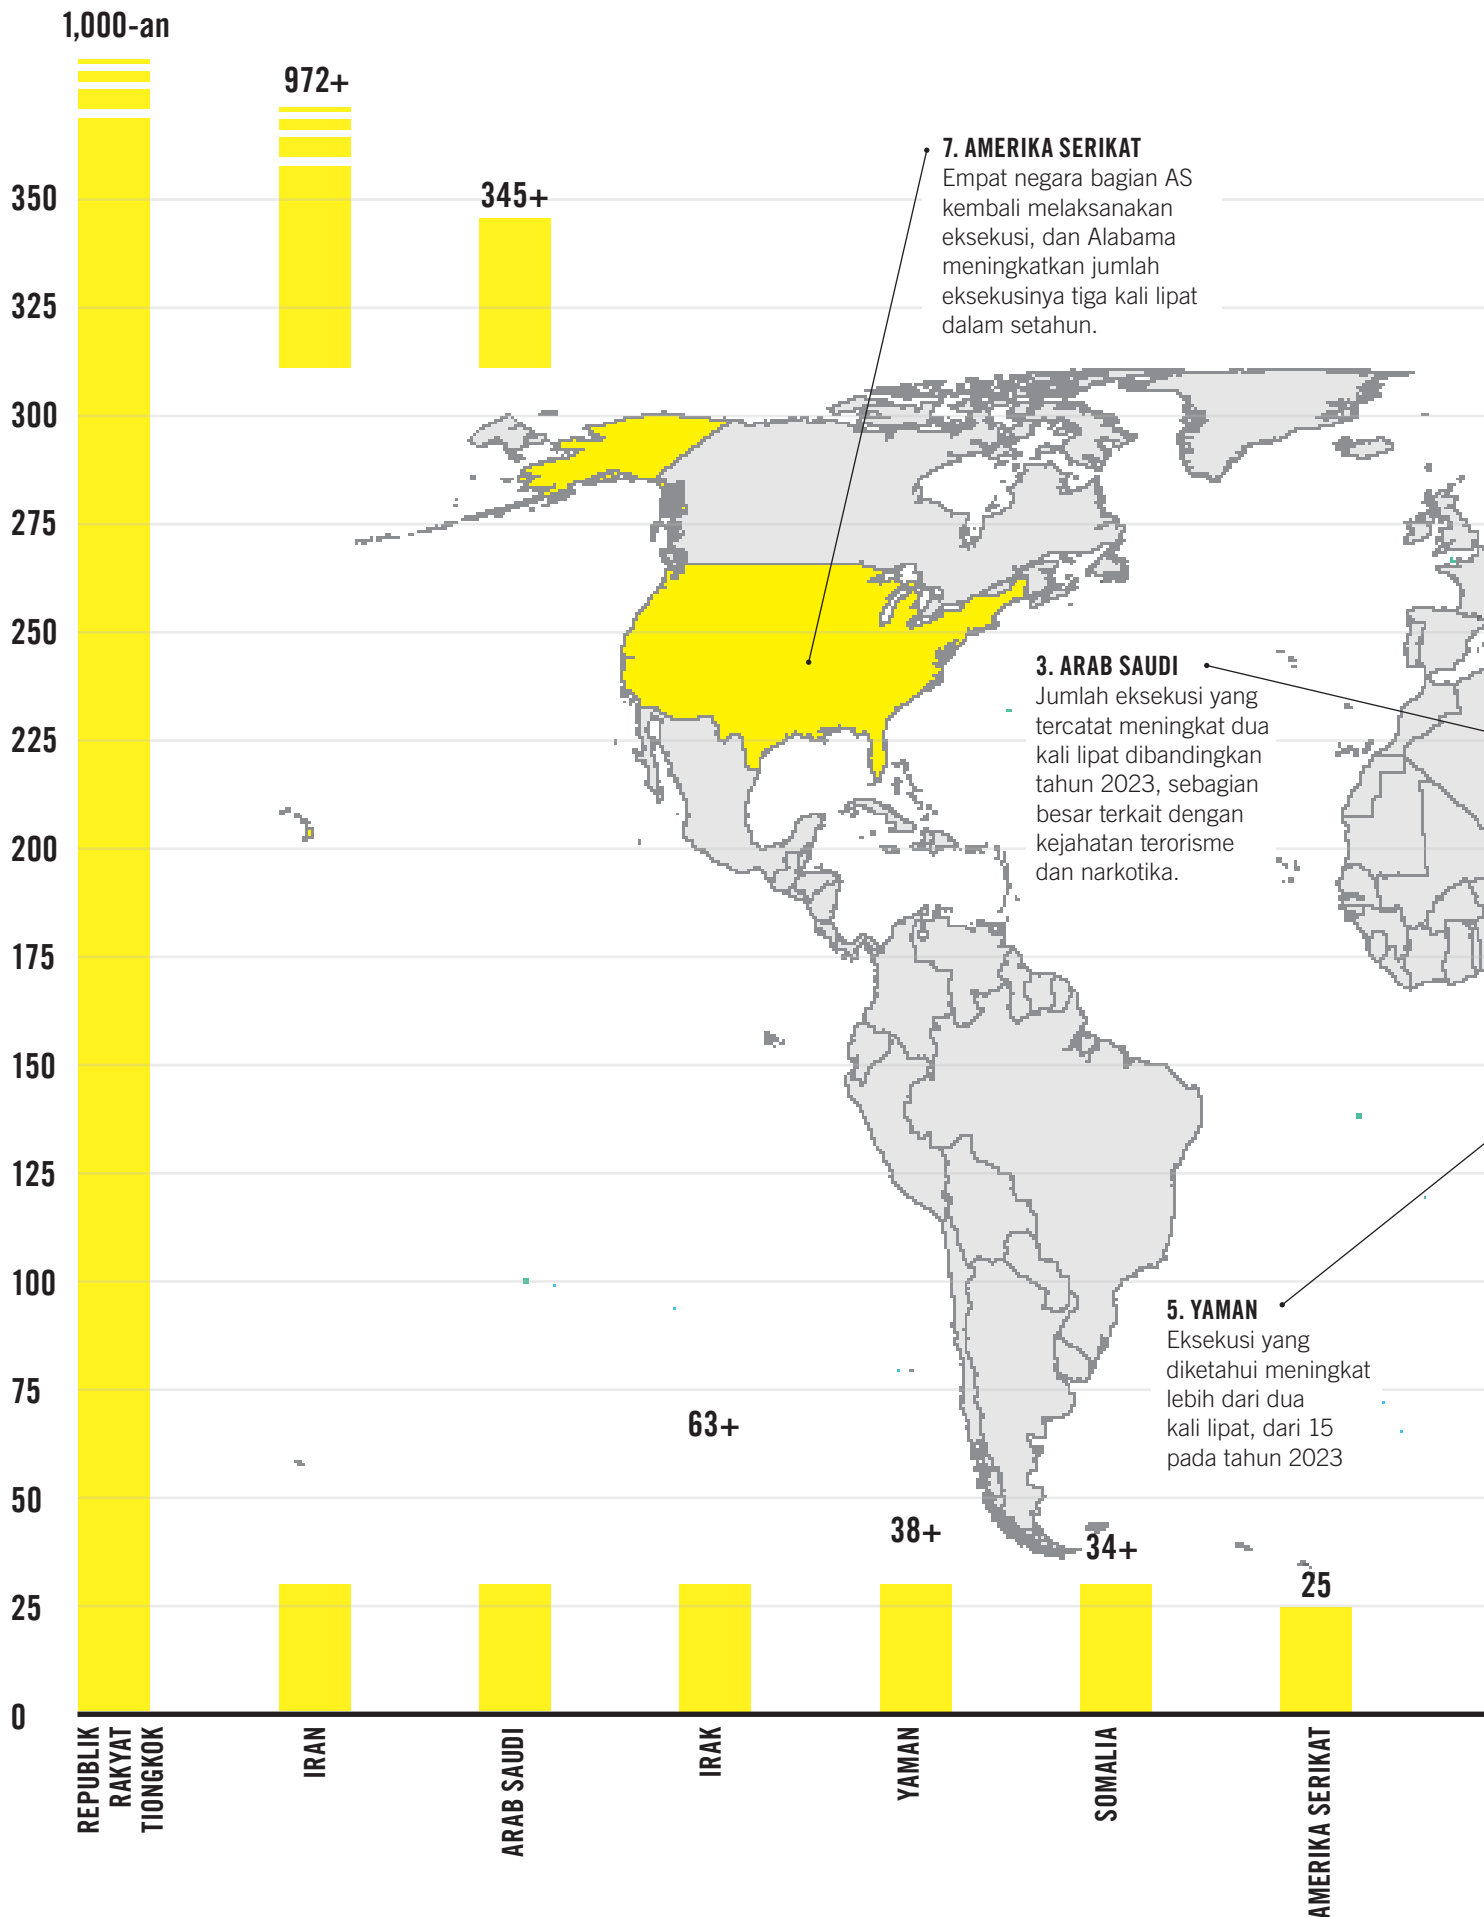 1,000-an
972+
345+
350
325
300
275
250
225
200
175
150
125
100
75
50
25
0
7. AMERIKA SERIKAT
Empat negara bagian AS
kembali melaksanakan
eksekusi, dan Alabama
meningkatkan jumlah
eksekusinya tiga kali lipat
dalam setahun.
3. ARAB SAUDI
Jumlah eksekusi yang
tercatat meningkat dua
kali lipat dibandingkan
tahun 2023, sebagian
besar terkait dengan
kejahatan terorisme
dan narkotika.
5. YAMAN
Eksekusi yang
diketahui meningkat
lebih dari dua
kali lipat, dari 15
pada tahun 2023
63+
38+
34+
25
REPUBLIK
RAKYAT
TIONGKOK
IRAN
ARAB SAUDI
IRAK
YAMAN
SOMALIA
AMERIKA SERIKAT